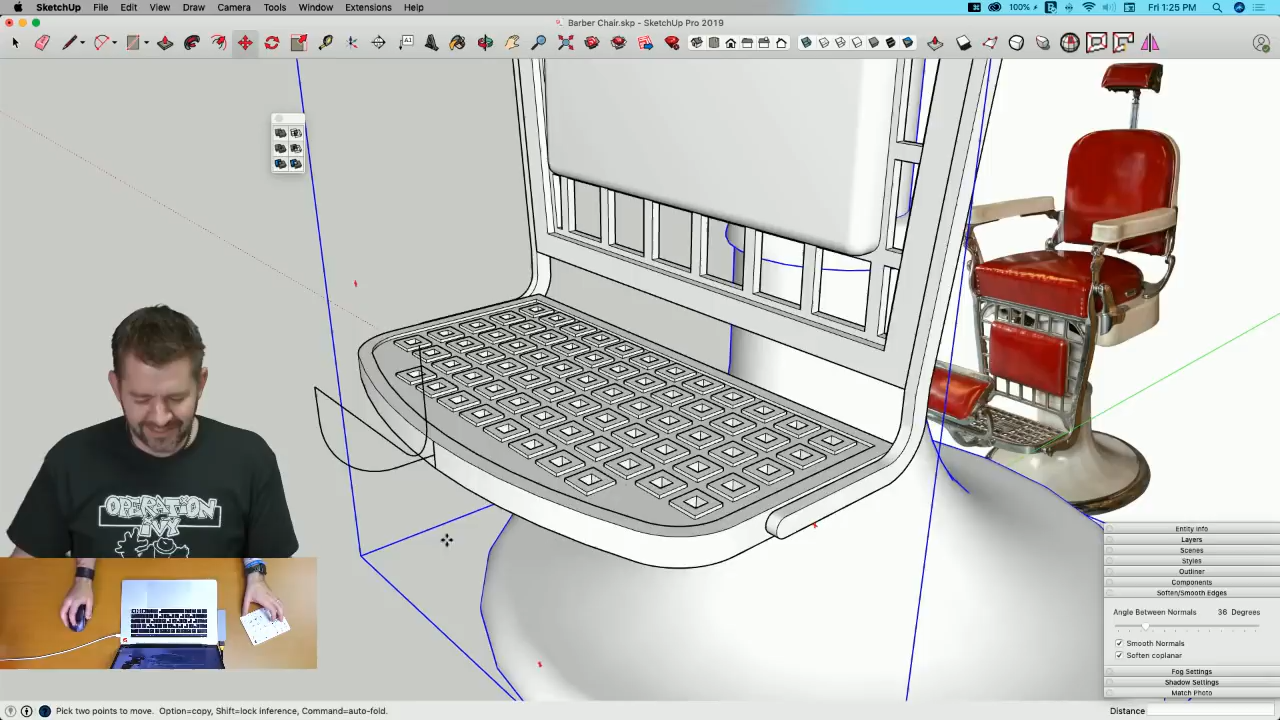 SketchUp File Edit View Draw Camera Tools Window Extensions Help
100% Fri 1:25 PM
Barber Chair.skp - SketchUp Pro 2019
OPERATION
IVY
Entity Info
Layers
Scenes
Styles
Outliner
Components
Soften/Smooth Edges
Angle Between Normals 36 Degrees
Smooth Normals
Soften coplanar
Fog Settings
Shadow Settings
Match Photo
Pick two points to move. Option=copy, Shift=lock inference, Command=auto-fold.
Distance